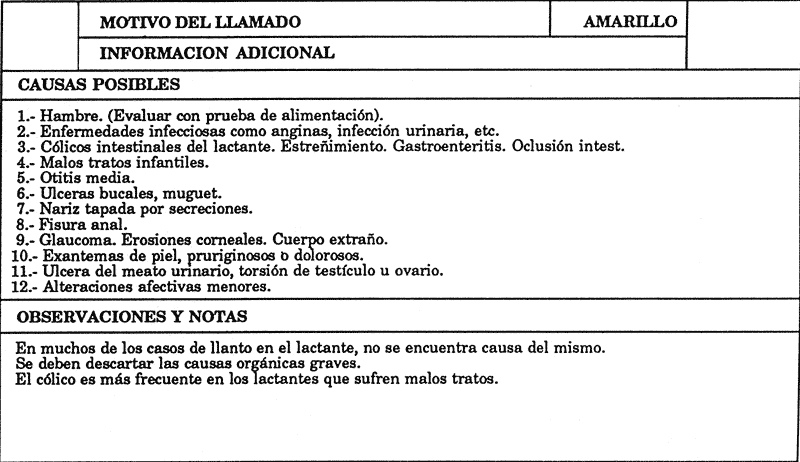 MOTIVO DEL LLAMADO AMARILLO
INFORMACION ADICIONAL
CAUSAS POSIBLES
1.- Hambre. (Evaluar con prueba de alimentación).
2.- Enfermedades infecciosas como anginas, infección urinaria, etc.
3.- Cólicos intestinales del lactante. Estreñimiento. Gastroenteritis. Oclusión intest.
4.- Malos tratos infantiles.
5.- Otitis media.
6.- Ulceras bucales, muguet.
7.- Nariz tapada por secreciones.
8.- Fisura anal.
9.- Glaucoma. Erosiones corneales. Cuerpo extraño.
10.- Exantemas de piel, pruriginosos o dolorosos.
11.- Ulcera del meato urinario, torsión de testículo u ovario.
12.- Alteraciones afectivas menores.
OBSERVACIONES Y NOTAS
En muchos de los casos de llanto en el lactante, no se encuentra causa del mismo.
Se deben descartar las causas orgánicas graves.
El cólico es más frecuente en los lactantes que sufren malos tratos.